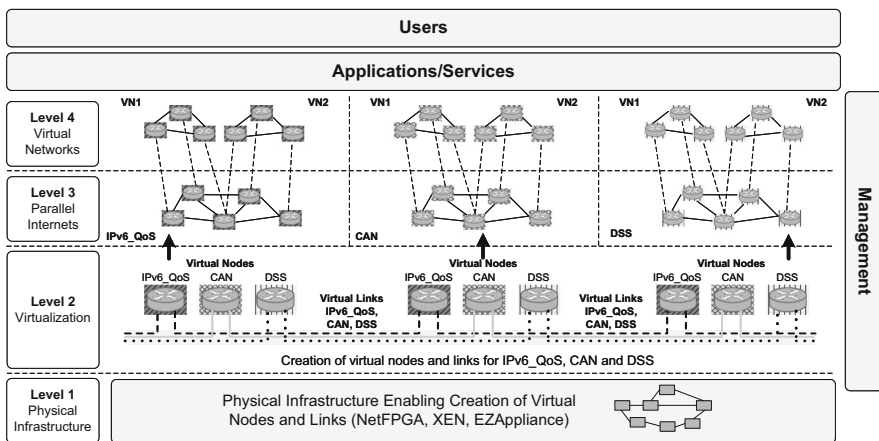 Users
Applications/Services
Level 4
Virtual
Networks
VN1
VN2
VN1
VN2
VN1
VN2
Level 3
Parallel
Internets
IPv6_QoS
CAN
DSS
Management
Level 2
Virtualization
Virtual Nodes
IPv6_QoS
CAN
DSS
Virtual Links
IPv6_QoS,
CAN, DSS
Virtual Nodes
IPv6_QoS
CAN
DSS
Virtual Links
IPv6_QoS,
CAN, DSS
Virtual Nodes
IPv6_QoS
CAN
DSS
Creation of virtual nodes and links for IPv6_QoS, CAN and DSS
Level 1
Physical
Infrastructure
Physical Infrastructure Enabling Creation of Virtual
Nodes and Links (NetFPGA, XEN, EZAppliance)